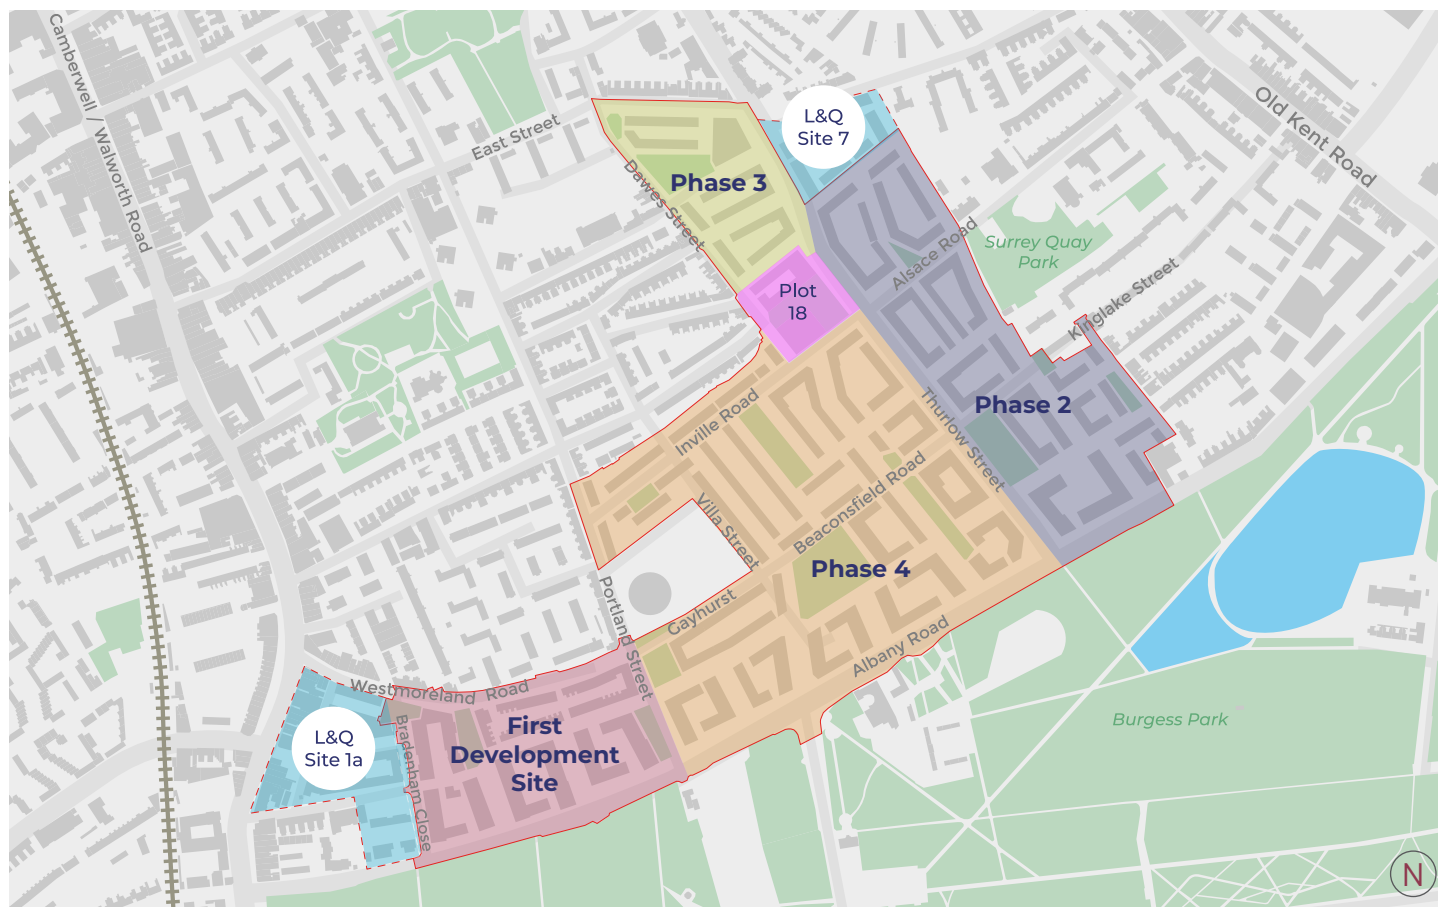 Camberwell / Walworth Road
East Street
Old Kent Road
L&Q
Site 7
Phase 3
Dawes Street
Alsace Road
Surrey Quay
Park
Kinglake Street
Plot
18
Phase 2
Thurlow Street
Inville Road
Beaconsfield Road
Villa Street
Phase 4
Portland Street
Gayhurst
Albany Road
Westmoreland Road
Bradenham Close
L&Q
Site 1a
First
Development
Site
Burgess Park
N